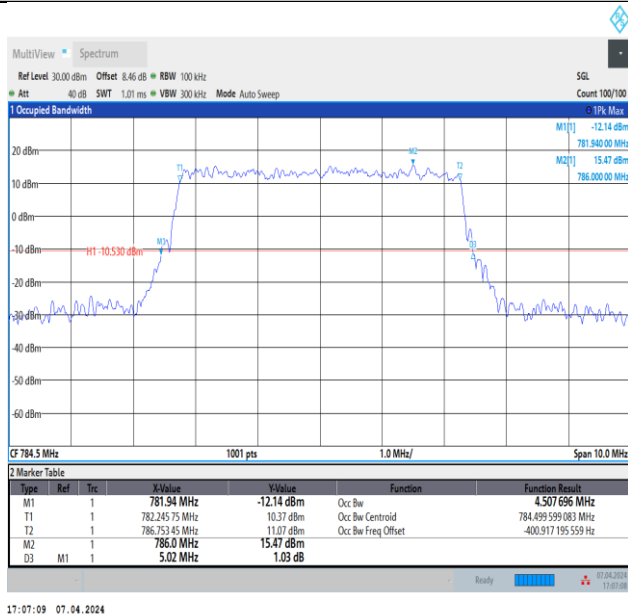 MultiView Spectrum
Ref Level 30.00 dBm Offset 8.46 dB RBW 100 kHz SGL
Att 40 dB SWT 1.01 ms VBW 300 kHz Mode Auto Sweep Count 100/100
1 Occupied Bandwidth 1Pk Max
M1[1] -12.14 dBm
781.940 00 MHz
M2[1] 15.47 dBm
786.000 00 MHz
20 dBm
10 dBm
0 dBm
-10 dBm
-20 dBm
-30 dBm
-40 dBm
-50 dBm
-60 dBm
H1 -10.530 dBm
T1
M2
T2
M1
D3
CF 784.5 MHz 1001 pts 1.0 MHz/ Span 10.0 MHz
2 Marker Table
Type Ref Trc X-Value Y-Value Function Function Result
M1 1 781.94 MHz -12.14 dBm Occ Bw 4.507 696 MHz
T1 1 782.245 75 MHz 10.37 dBm Occ Bw Centroid 784.499 599 083 MHz
T2 1 786.753 45 MHz 11.07 dBm Occ Bw Freq Offset -400.917 195 559 Hz
M2 1 786.0 MHz 15.47 dBm
D3 M1 1 5.02 MHz 1.03 dB
Ready 07.04.2024
17:07:08
17:07:09 07.04.2024